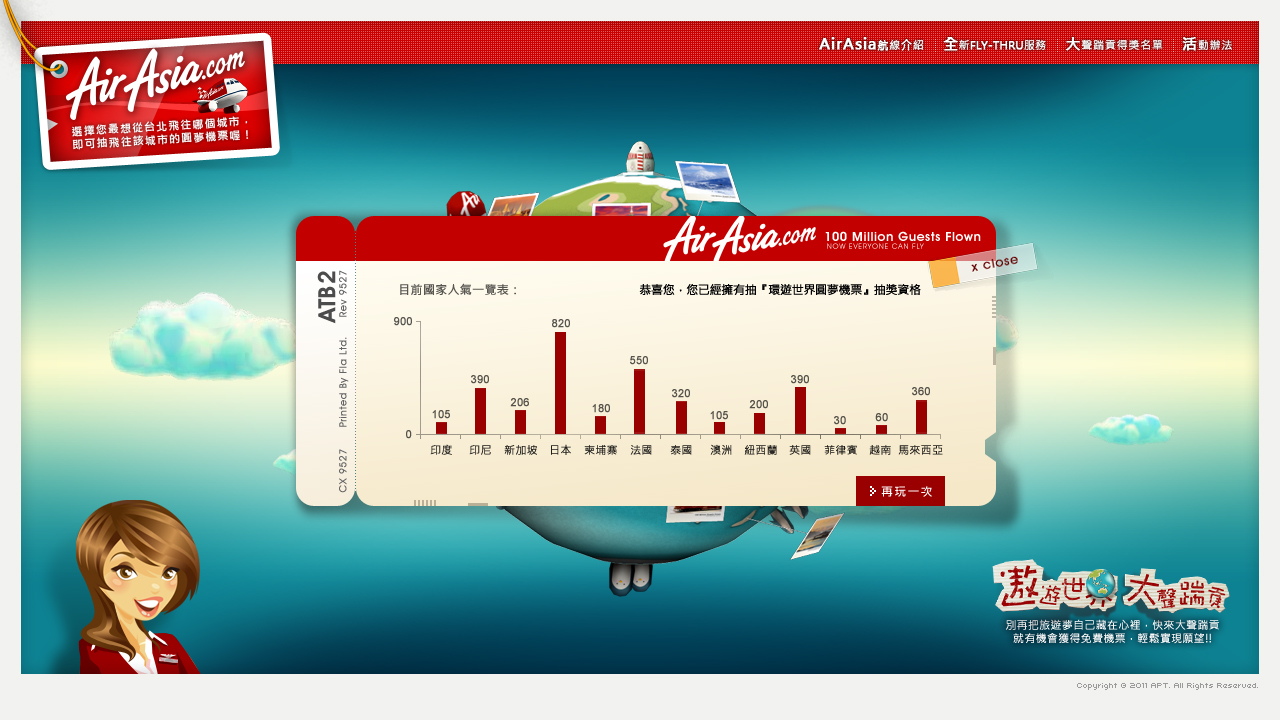 AirAsia航線介紹
全新FLY-THRU服務
大聲踹貢得獎名單
活動辦法
AirAsia.com
選擇您最想從台北飛往哪個城市，
即可抽飛往該城市的圓夢機票喔！
AirAsia.com
100 Million Guests Flown
NOW EVERYONE CAN FLY
x close
ATB2
Rev 9527
Printed By Fla Ltd.
CX 9527
目前國家人氣一覽表：
恭喜您，您已經擁有抽『環遊世界圓夢機票』抽獎資格
900
0
105
390
206
820
180
550
320
105
200
390
30
60
360
印度
印尼
新加坡
日本
柬埔寨
法國
泰國
澳洲
紐西蘭
英國
菲律賓
越南
馬來西亞
再玩一次
遨遊世界 大聲踹貢
別再把旅遊夢自己藏在心裡，快來大聲踹貢
就有機會獲得免費機票，輕鬆實現願望!!
Copyright © 2011 APT. All Rights Reserved.